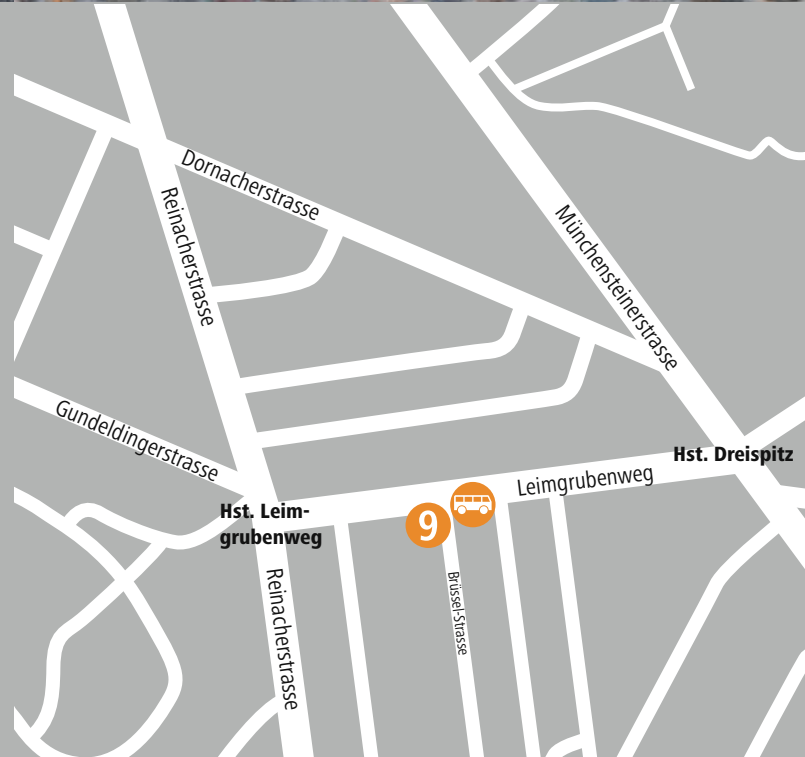 Dornacherstrasse
Reinacherstrasse
Münchensteinerstrasse
Gundeldingerstrasse
Hst. Dreispitz
Leimgrubenweg
Hst. Leim-
grubenweg
9
Brüssel-Strasse
Reinacherstrasse